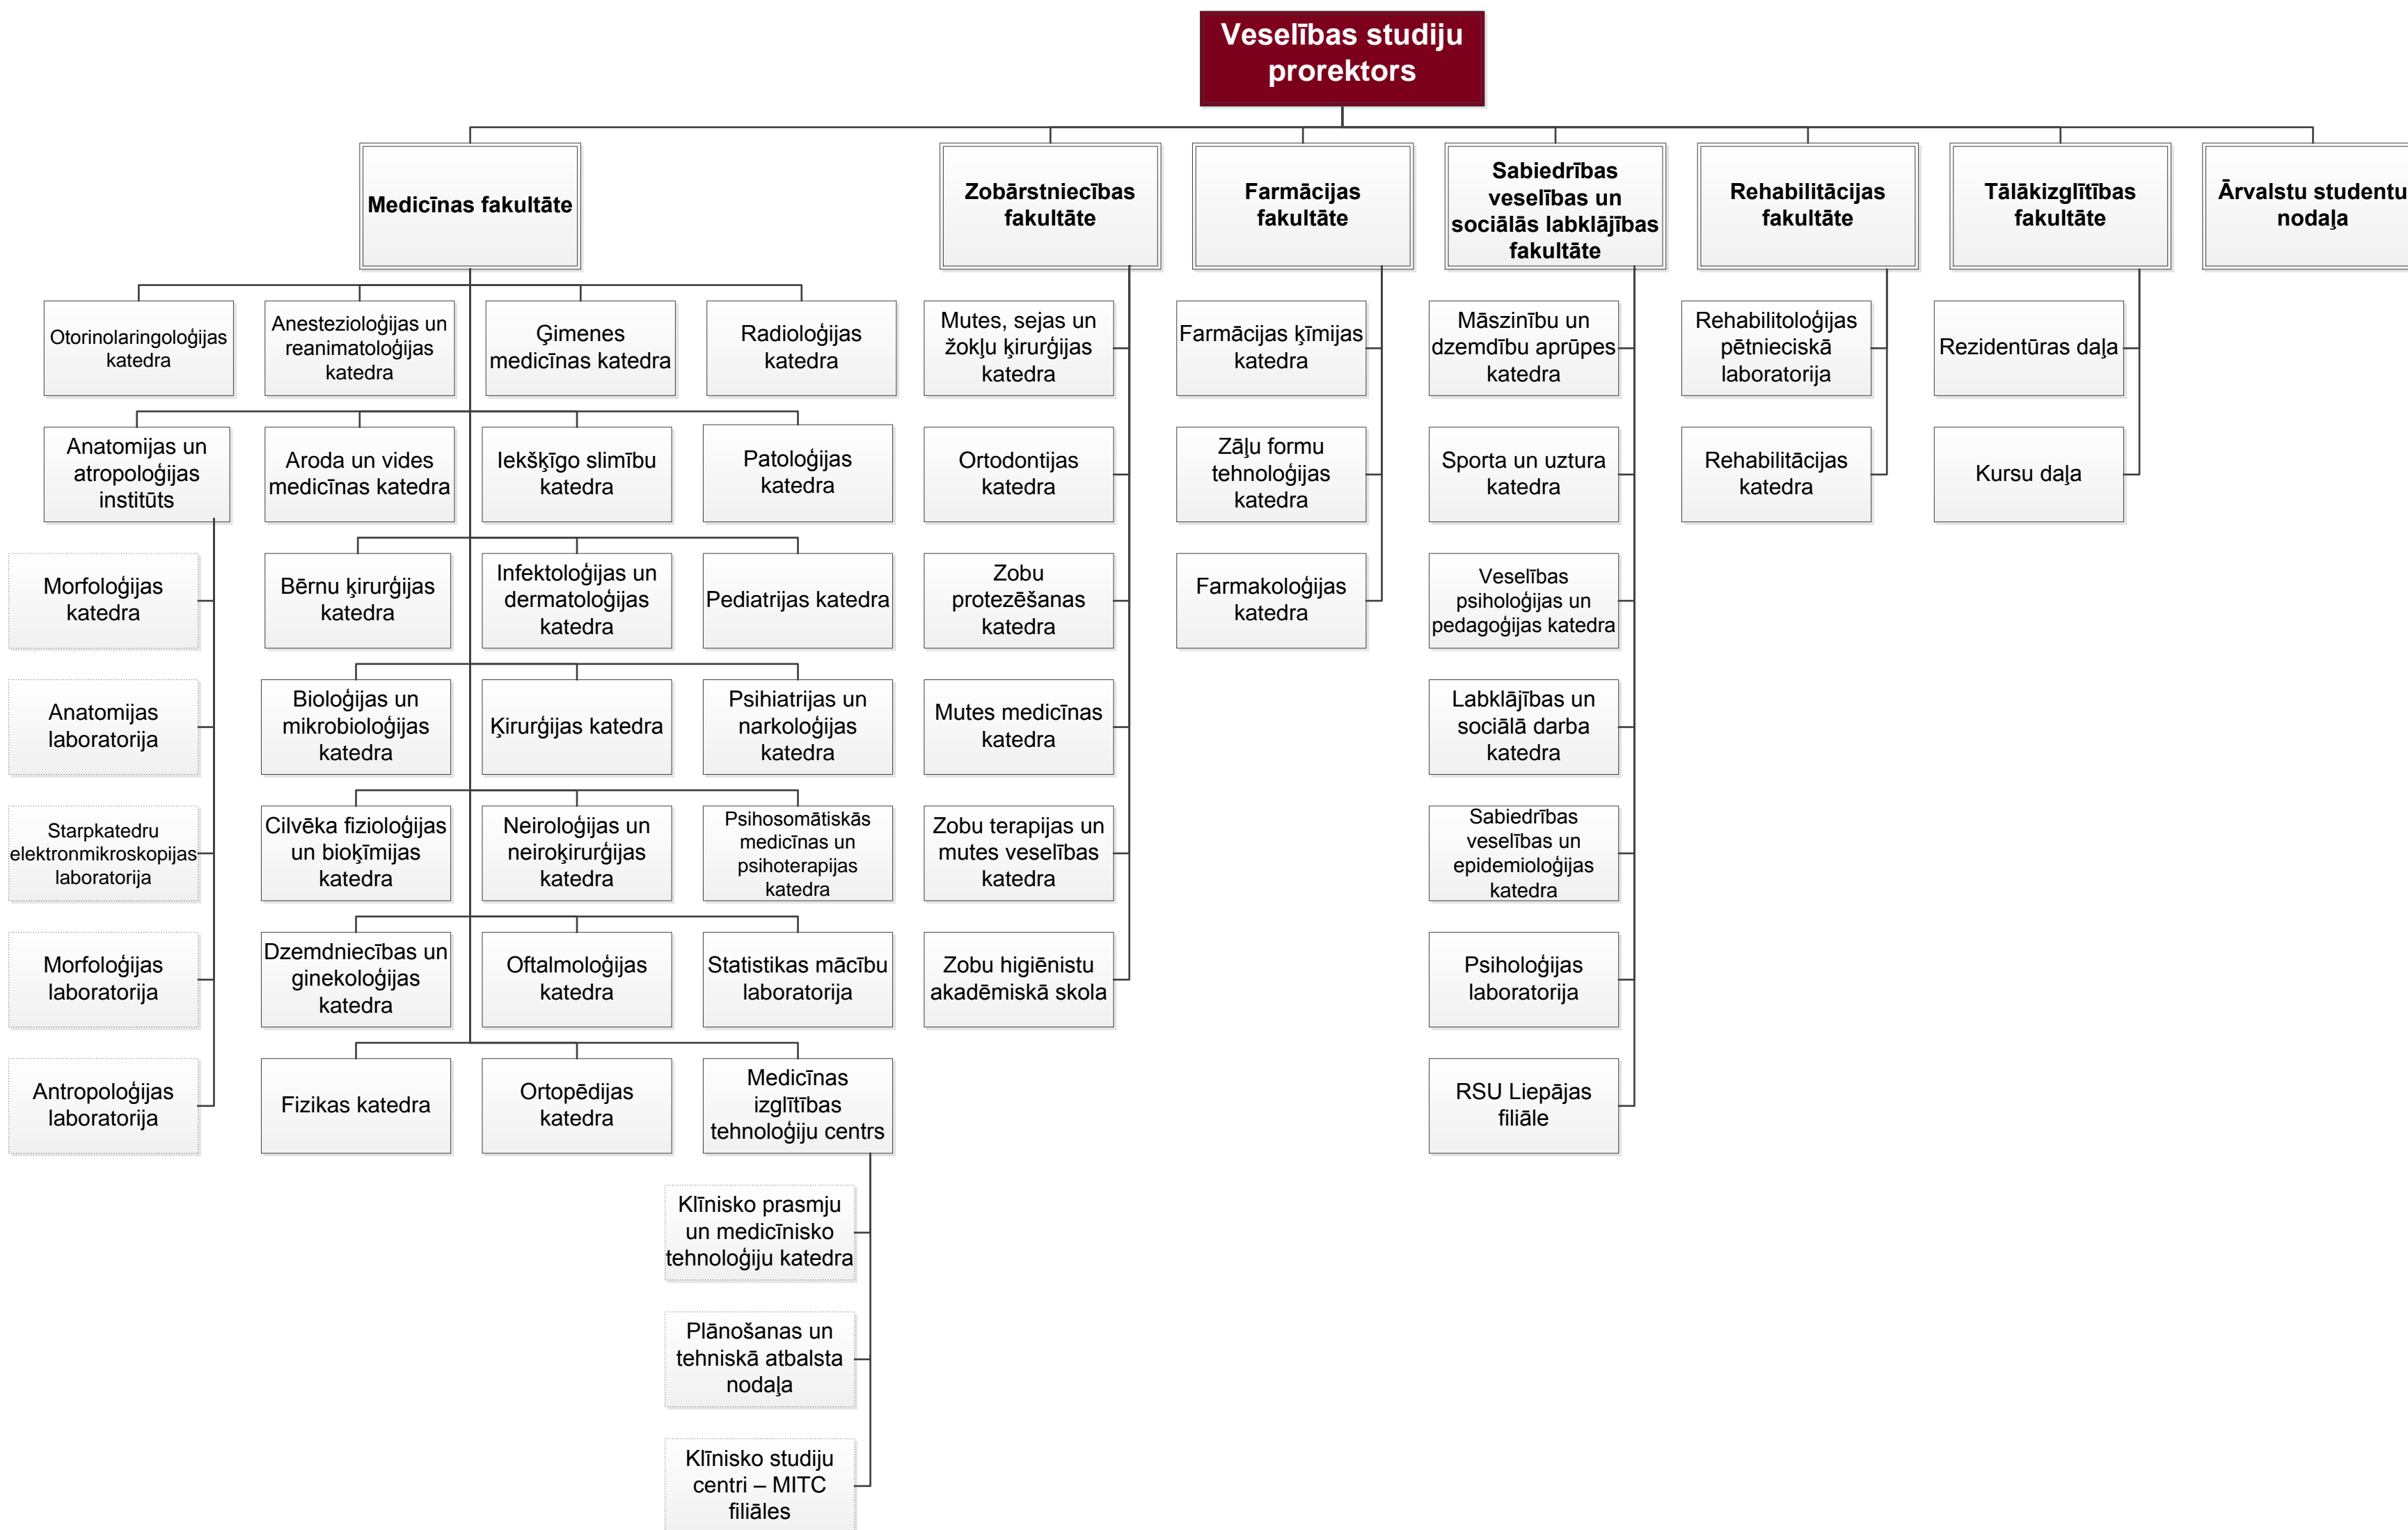 Veselības studiju
prorektors
Medicīnas fakultāte
Zobārstniecības
fakultāte
Farmācijas
fakultāte
Sabiedrības
veselības un
sociālās labklājības
fakultāte
Rehabilitācijas
fakultāte
Tālākizglītības
fakultāte
Ārvalstu studentu
nodaļa
Otorinolaringoloģijas
katedra
Anestezioloģijas un
reanimatoloģijas
katedra
Ģimenes
medicīnas katedra
Radioloģijas
katedra
Mutes, sejas un
žokļu ķirurģijas
katedra
Farmācijas ķīmijas
katedra
Māszinību un
dzemdību aprūpes
katedra
Rehabilitoloģijas
pētnieciskā
laboratorija
Rezidentūras daļa
Anatomijas un
atropoloģijas
institūts
Aroda un vides
medicīnas katedra
Iekšķīgo slimību
katedra
Patoloģijas
katedra
Ortodontijas
katedra
Zāļu formu
tehnoloģijas
katedra
Sporta un uztura
katedra
Rehabilitācijas
katedra
Kursu daļa
Morfoloģijas
katedra
Bērnu ķirurģijas
katedra
Infektoloģijas un
dermatoloģijas
katedra
Pediatrijas katedra
Zobu
protezēšanas
katedra
Farmakoloģijas
katedra
Veselības
psiholoģijas un
pedagoģijas katedra
Anatomijas
laboratorija
Bioloģijas un
mikrobioloģijas
katedra
Ķirurģijas katedra
Psihiatrijas un
narkoloģijas
katedra
Mutes medicīnas
katedra
Labklājības un
sociālā darba
katedra
Starpkatedru
elektronmikroskopijas
laboratorija
Cilvēka fizioloģijas
un bioķīmijas
katedra
Neiroloģijas un
neiroķirurģijas
katedra
Psihosomātiskās
medicīnas un
psihoterapijas
katedra
Zobu terapijas un
mutes veselības
katedra
Sabiedrības
veselības un
epidemioloģijas
katedra
Morfoloģijas
laboratorija
Dzemdniecības un
ginekoloģijas
katedra
Oftalmoloģijas
katedra
Statistikas mācību
laboratorija
Zobu higiēnistu
akadēmiskā skola
Psiholoģijas
laboratorija
Antropoloģijas
laboratorija
Fizikas katedra
Ortopēdijas
katedra
Medicīnas
izglītības
tehnoloģiju centrs
RSU Liepājas
filiāle
Klīnisko prasmju
un medicīnisko
tehnoloģiju katedra
Plānošanas un
tehniskā atbalsta
nodaļa
Klīnisko studiju
centri – MITC
filiāles